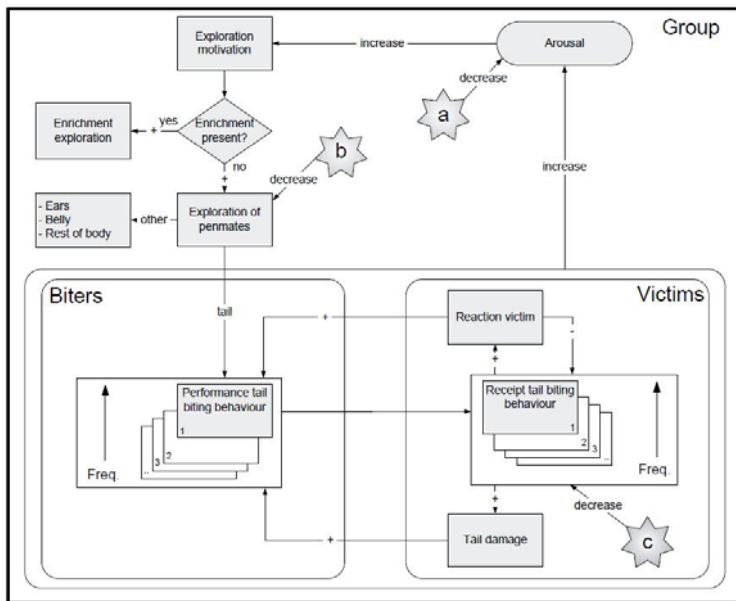 Group
Exploration
motivation
increase
Arousal
decrease
a
Enrichment
exploration
+
yes
Enrichment
present?
no
+
b
decrease
increase
- Ears
- Belly
- Rest of body
other
Exploration of
penmates
Biters
tail
Victims
+
Reaction victim
-
+
Performance tail
biting behaviour
1
2
3
..
Freq.
Receipt tail biting
behaviour
1
2
3
..
Freq.
+
decrease
+
Tail damage
c